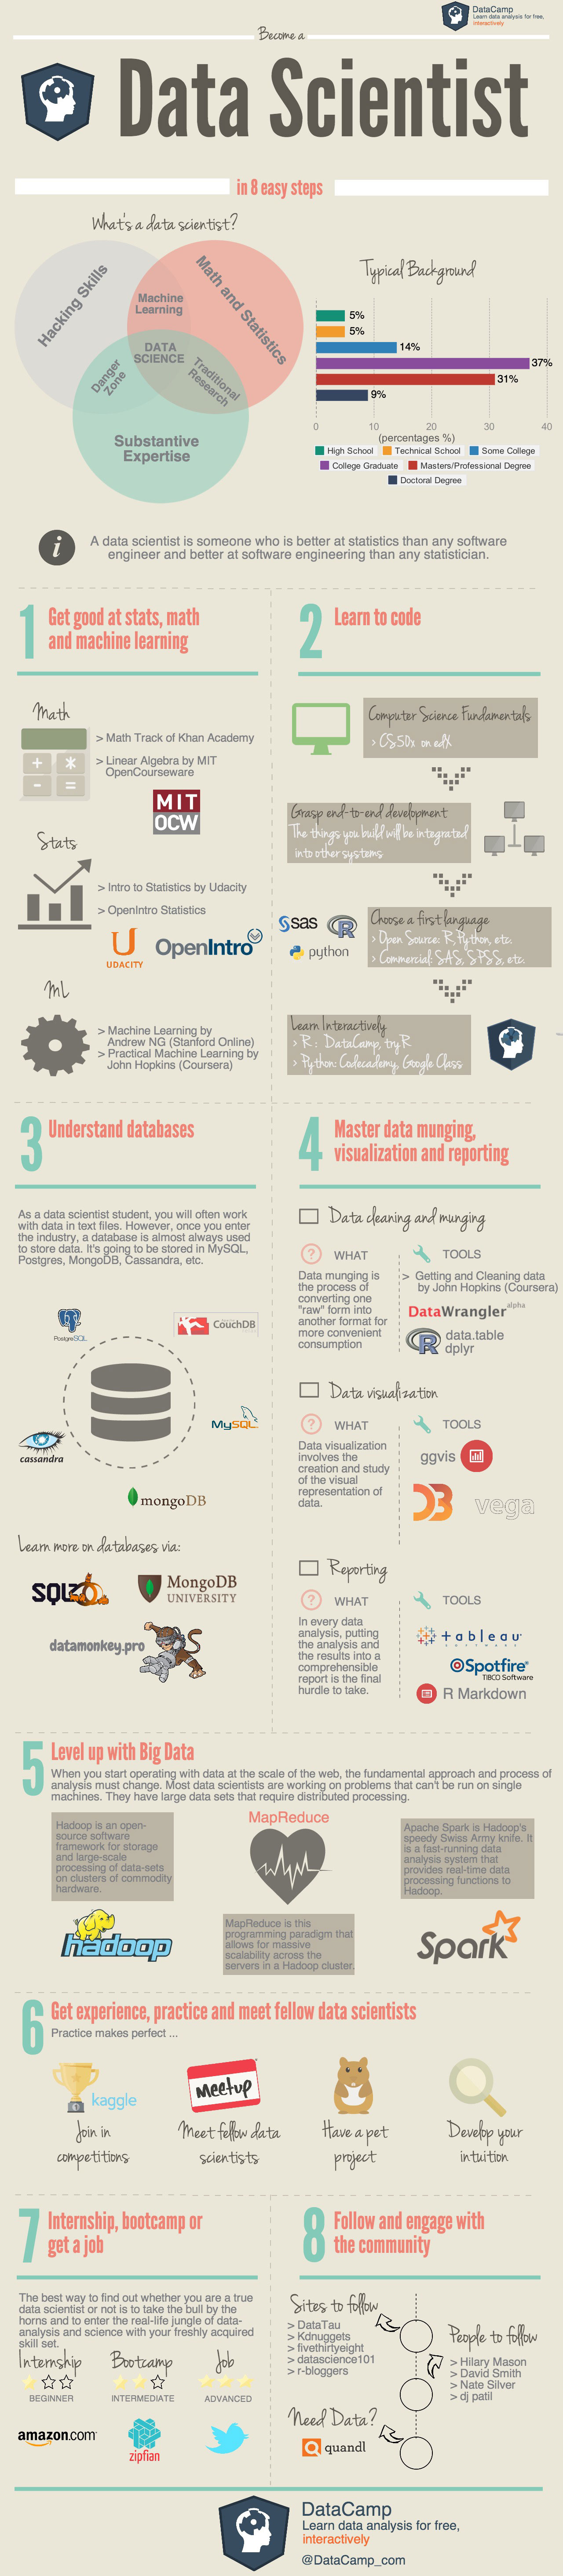 DataCamp
Learn data analysis for free,
interactively
Become a
Data Scientist
in 8 easy steps
What's a data scientist?
Hacking Skills
Math and Statistics
Machine
Learning
DATA
SCIENCE
Danger
Zone
Traditional
Research
Substantive
Expertise
Typical Background
5%
5%
14%
37%
31%
9%
0 10 20 30 40
(percentages %)
High School Technical School Some College
College Graduate Masters/Professional Degree
Doctoral Degree
i
A data scientist is someone who is better at statistics than any software
engineer and better at software engineering than any statistician.
1
Get good at stats, math
and machine learning
Math
> Math Track of Khan Academy
> Linear Algebra by MIT
OpenCourseware
MIT
OCW
Stats
> Intro to Statistics by Udacity
> OpenIntro Statistics
UDACITY
OpenIntro
ML
> Machine Learning by
Andrew NG (Stanford Online)
> Practical Machine Learning by
John Hopkins (Coursera)
2
Learn to code
Computer Science Fundamentals
> CS50x on edX
Grasp end-to-end development
The things you build will be integrated
into other systems
sas R
python
Choose a first language
> Open Source: R, Python, etc.
> Commercial: SAS, SPSS, etc.
Learn Interactively
> R: DataCamp, tryR
> Python: Codecademy, Google Class
3
Understand databases
As a data scientist student, you will often work
with data in text files. However, once you enter
the industry, a database is almost always used
to store data. It's going to be stored in MySQL,
Postgres, MongoDB, Cassandra, etc.
PostgreSQL
CouchDB
MySQL
cassandra
mongoDB
Learn more on databases via:
SQLZOO
MongoDB
UNIVERSITY
datamonkey.pro
4
Master data munging,
visualization and reporting
Data cleaning and munging
? WHAT
Data munging is
the process of
converting one
"raw" form into
another format for
more convenient
consumption
TOOLS
> Getting and Cleaning data
by John Hopkins (Coursera)
DataWrangler alpha
R data.table
dplyr
Data visualization
? WHAT
Data visualization
involves the
creation and study
of the visual
representation of
data.
TOOLS
ggvis
D3 vega
Reporting
? WHAT
In every data
analysis, putting
the analysis and
the results into a
comprehensible
report is the final
hurdle to take.
TOOLS
+ableau
software
Spotfire
TIBCO Software
R Markdown
5
Level up with Big Data
When you start operating with data at the scale of the web, the fundamental approach and process of
analysis must change. Most data scientists are working on problems that can't be run on single
machines. They have large data sets that require distributed processing.
Hadoop is an open-
source software
framework for storage
and large-scale
processing of data-sets
on clusters of commodity
hardware.
hadoop
MapReduce
MapReduce is this
programming paradigm that
allows for massive
scalability across the
servers in a Hadoop cluster.
Apache Spark is Hadoop's
speedy Swiss Army knife. It
is a fast-running data
analysis system that
provides real-time data
processing functions to
Hadoop.
Spark
6
Get experience, practice and meet fellow data scientists
Practice makes perfect ...
kaggle
Join in
competitions
Meetup
Meet fellow data
scientists
Have a pet
project
Develop your
intuition
7
Internship, bootcamp or
get a job
The best way to find out whether you are a true
data scientist or not is to take the bull by the
horns and to enter the real-life jungle of data-
analysis and science with your freshly acquired
skill set.
Internship Bootcamp Job
BEGINNER INTERMEDIATE ADVANCED
amazon.com
zipfian
8
Follow and engage with
the community
Sites to follow
> DataTau
> Kdnuggets
> fivethirtyeight
> datascience101
> r-bloggers
People to follow
> Hilary Mason
> David Smith
> Nate Silver
> dj patil
Need Data?
quandl
DataCamp
Learn data analysis for free,
interactively
@DataCamp_com